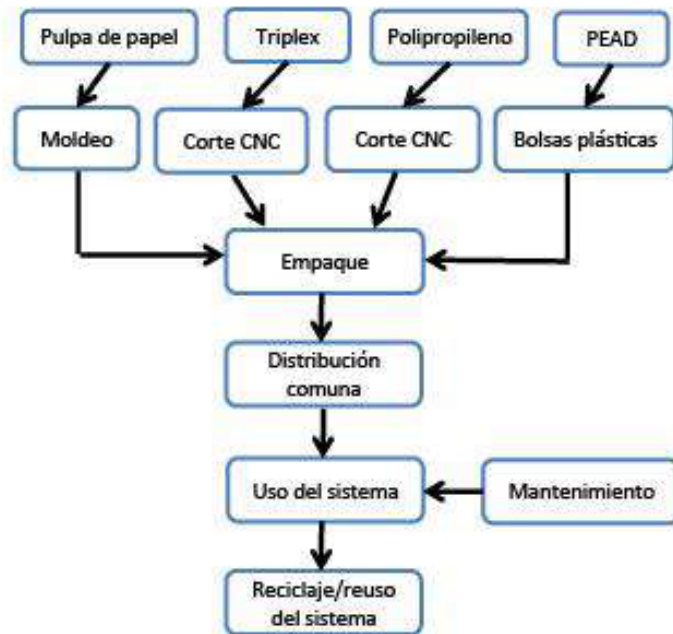 Pulpa de papel
Triplex
Polipropileno
PEAD
Moldeo
Corte CNC
Corte CNC
Bolsas plásticas
Empaque
Distribución
comuna
Uso del sistema
Mantenimiento
Reciclaje/reuso
del sistema